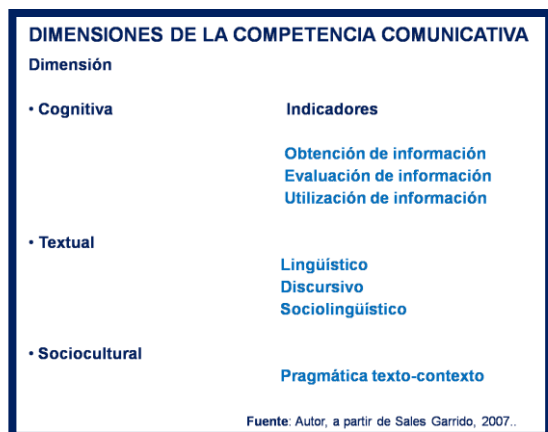 DIMENSIONES DE LA COMPETENCIA COMUNICATIVA
Dimensión
• Cognitiva Indicadores
Obtención de información
Evaluación de información
Utilización de información
• Textual
Lingüístico
Discursivo
Sociolingüístico
• Sociocultural
Pragmática texto-contexto
Fuente: Autor, a partir de Sales Garrido, 2007..